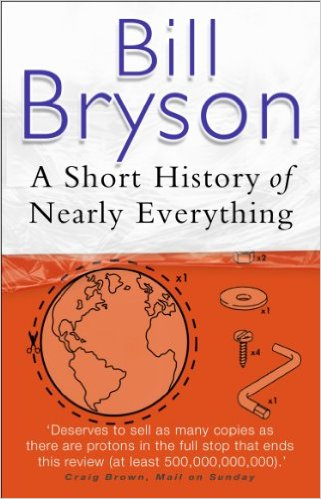 Bill
Bryson
A Short History of
Nearly Everything
x2
x1
x1
x4
x1
‘Deserves to sell as many copies as
there are protons in the full stop that ends
this review (at least 500,000,000,000).’
Craig Brown, Mail on Sunday